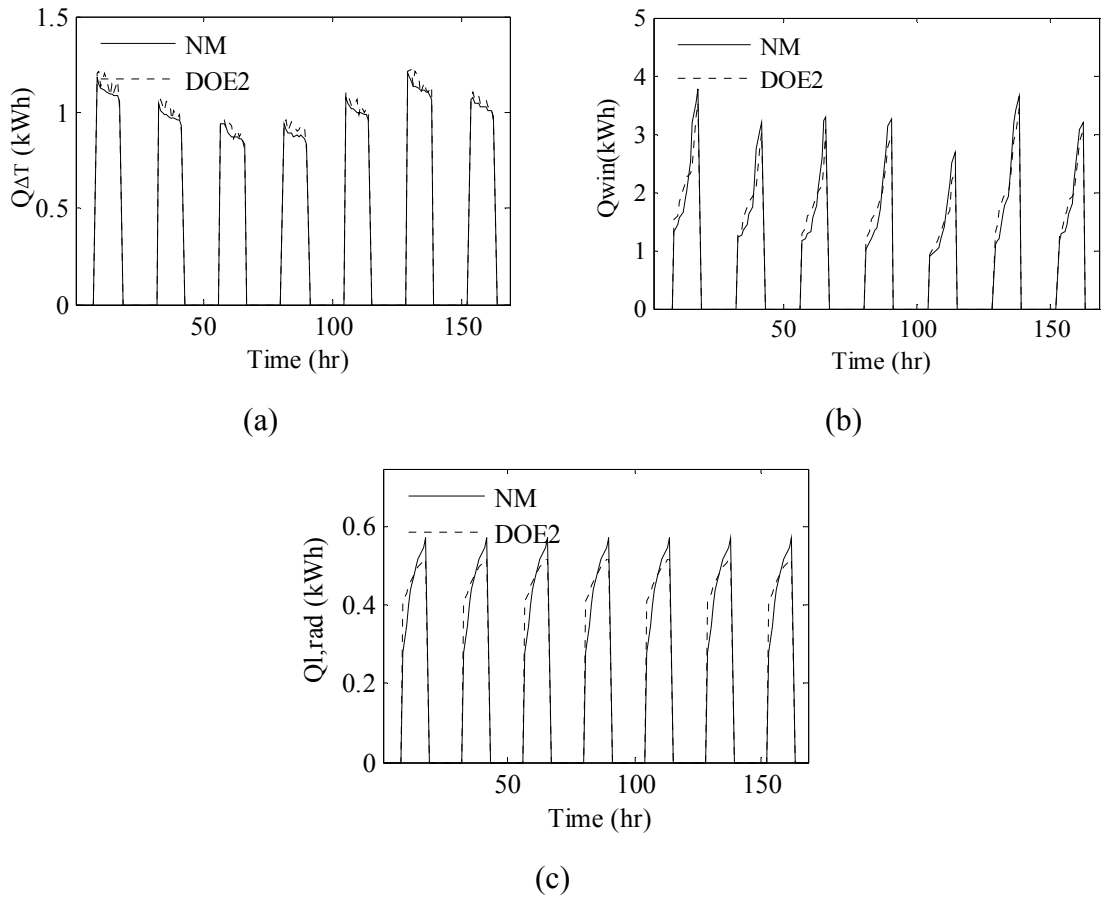 1.5
1
0.5
0
NM
DOE2
QΔT (kWh)
50
100
150
Time (hr)
(a)
5
4
3
2
1
0
NM
DOE2
Qwin(kWh)
50
100
150
Time (hr)
(b)
0.6
0.4
0.2
0
NM
DOE2
Ql,rad (kWh)
50
100
150
Time (hr)
(c)